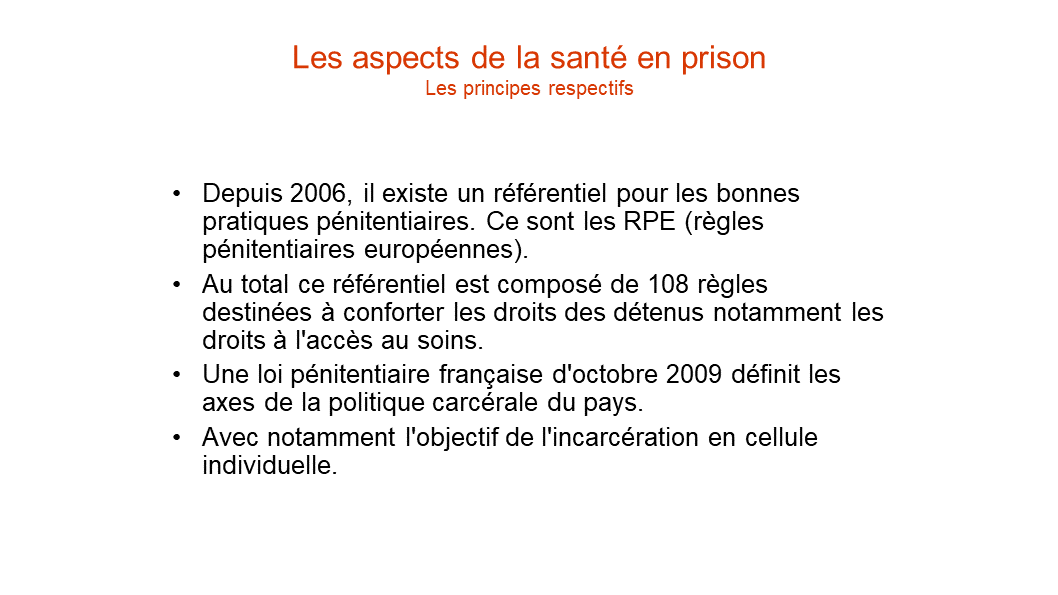 Les aspects de la santé en prison
Les principes respectifs
• Depuis 2006, il existe un référentiel pour les bonnes
pratiques pénitentiaires. Ce sont les RPE (règles
pénitentiaires européennes).
• Au total ce référentiel est composé de 108 règles
destinées à conforter les droits des détenus notamment les
droits à l'accès au soins.
• Une loi pénitentiaire française d'octobre 2009 définit les
axes de la politique carcérale du pays.
• Avec notamment l'objectif de l'incarcération en cellule
individuelle.